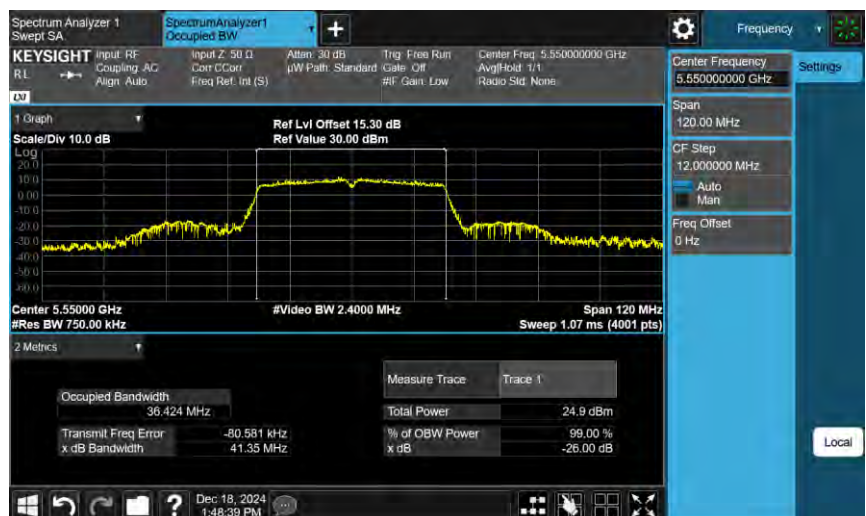 Spectrum Analyzer 1
Swept SA
SpectrumAnalyzer1
Occupied BW
+
Frequency
KEYSIGHT
RL
LXI
Input: RF
Coupling: AC
Align: Auto
Input Z: 50 Ω
Corr CCorr
Freq Ref: Int (S)
Atten: 30 dB
µW Path: Standard
Trig: Free Run
Gate: Off
#IF Gain: Low
Center Freq: 5.550000000 GHz
Avg|Hold: 1/1
Radio Std: None
Center Frequency
5.550000000 GHz
Settings
Span
120.00 MHz
CF Step
12.000000 MHz
Auto
Man
Freq Offset
0 Hz
1 Graph
Scale/Div 10.0 dB
Ref Lvl Offset 15.30 dB
Ref Value 30.00 dBm
Log
20.0
10.0
0.00
-10.0
-20.0
-30.0
-40.0
-50.0
-60.0
Center 5.55000 GHz
#Video BW 2.4000 MHz
Span 120 MHz
#Res BW 750.00 kHz
Sweep 1.07 ms (4001 pts)
2 Metrics
Measure Trace
Trace 1
Occupied Bandwidth
36.424 MHz
Total Power
24.9 dBm
Transmit Freq Error
-80.581 kHz
% of OBW Power
99.00 %
x dB Bandwidth
41.35 MHz
x dB
-26.00 dB
Local
?
Dec 18, 2024
1:48:39 PM